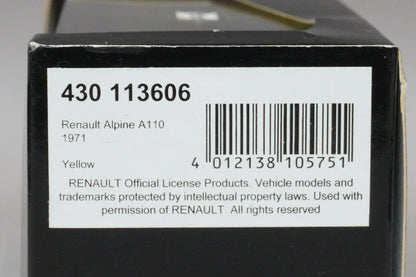 430 113606
Renault Alpine A110
1971
Yellow
4 012138 105751
RENAULT Official License Products. Vehicle models and
trademarks protected by intellectual property laws. Used with
permission of RENAULT. All rights reserved